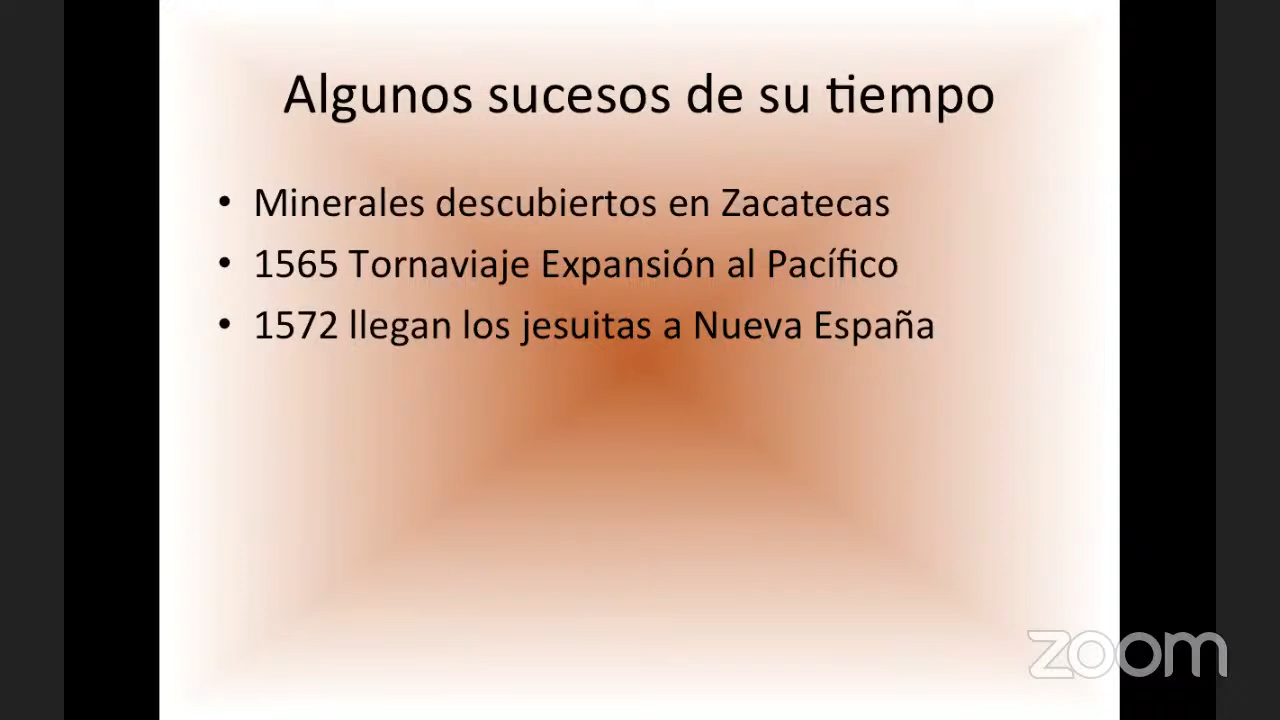 Algunos sucesos de su tiempo
• Minerales descubiertos en Zacatecas
• 1565 Tornaviaje Expansión al Pacífico
• 1572 llegan los jesuitas a Nueva España
zoom